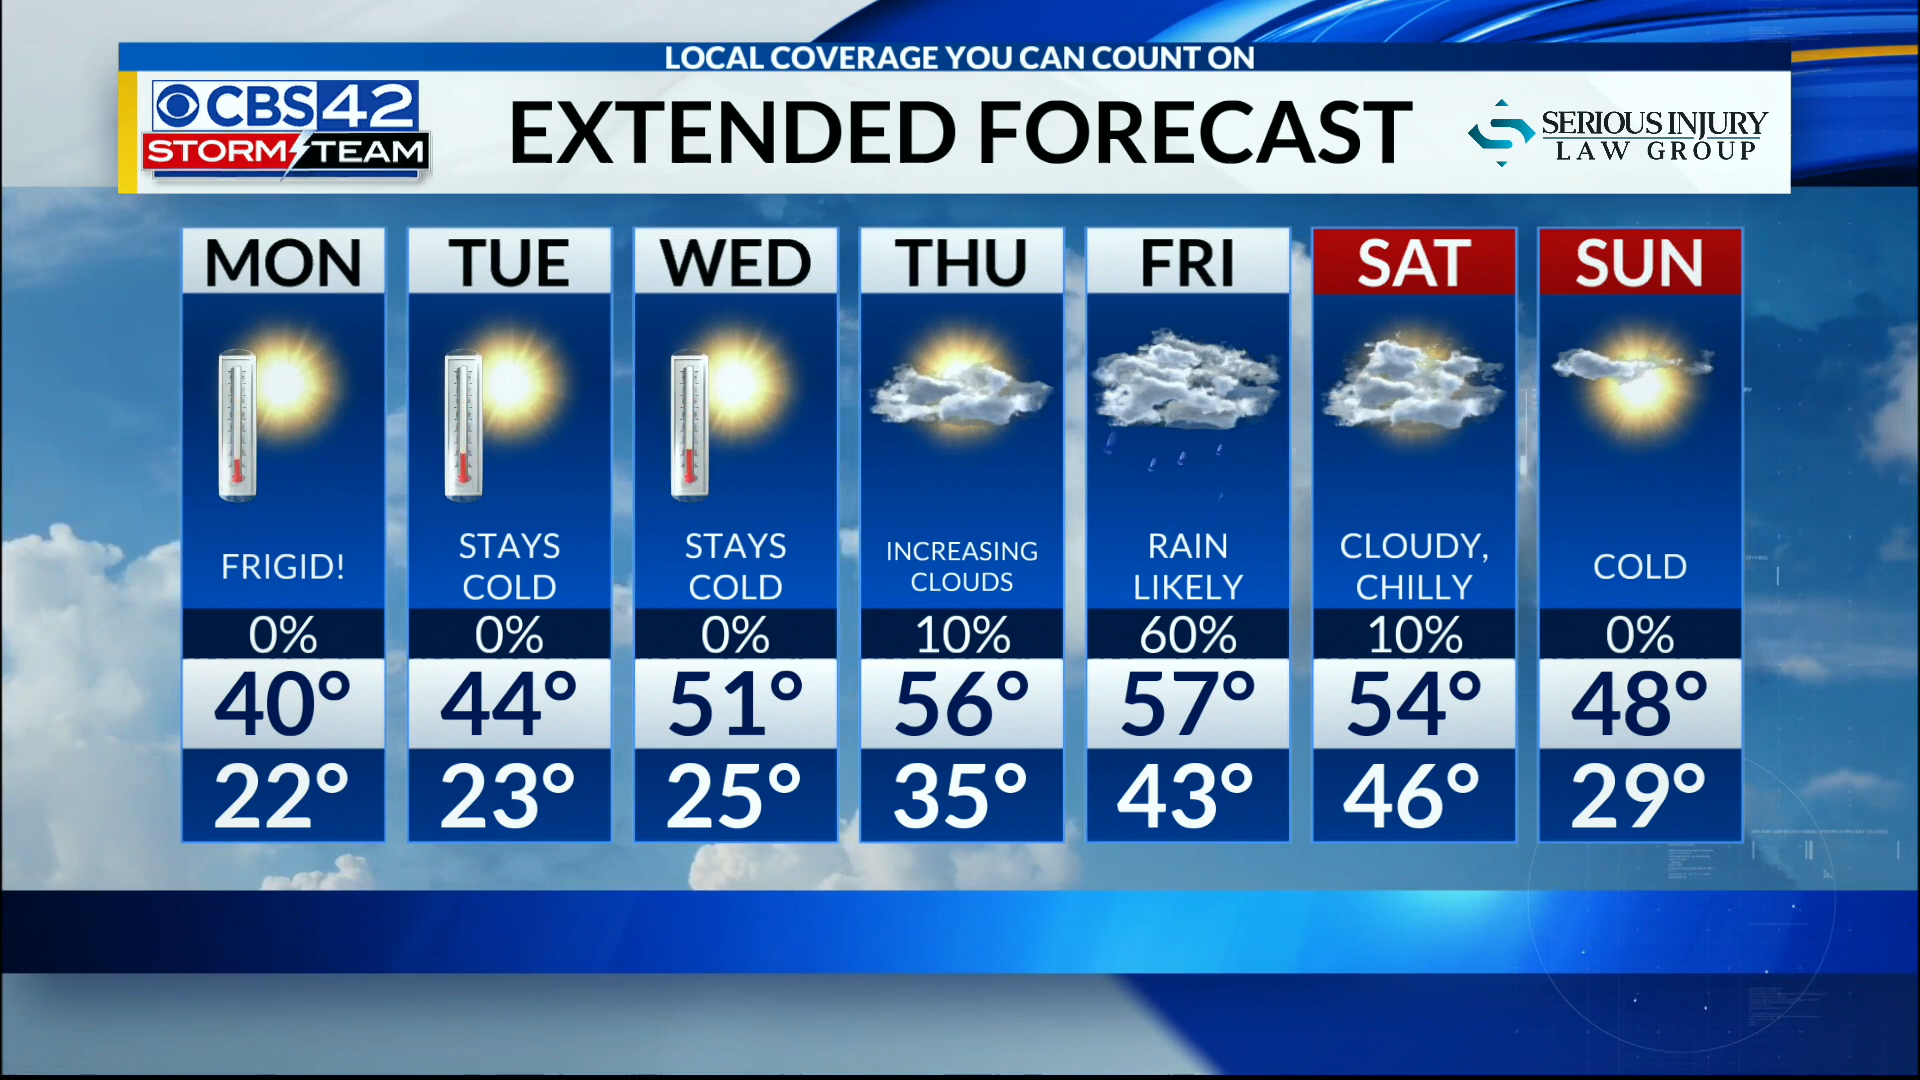 LOCAL COVERAGE YOU CAN COUNT ON
CBS 42
STORM TEAM
EXTENDED FORECAST
SERIOUS INJURY
LAW GROUP
MON
FRIGID!
0%
40°
22°
TUE
STAYS
COLD
0%
44°
23°
WED
STAYS
COLD
0%
51°
25°
THU
INCREASING
CLOUDS
10%
56°
35°
FRI
RAIN
LIKELY
60%
57°
43°
SAT
CLOUDY,
CHILLY
10%
54°
46°
SUN
COLD
0%
48°
29°